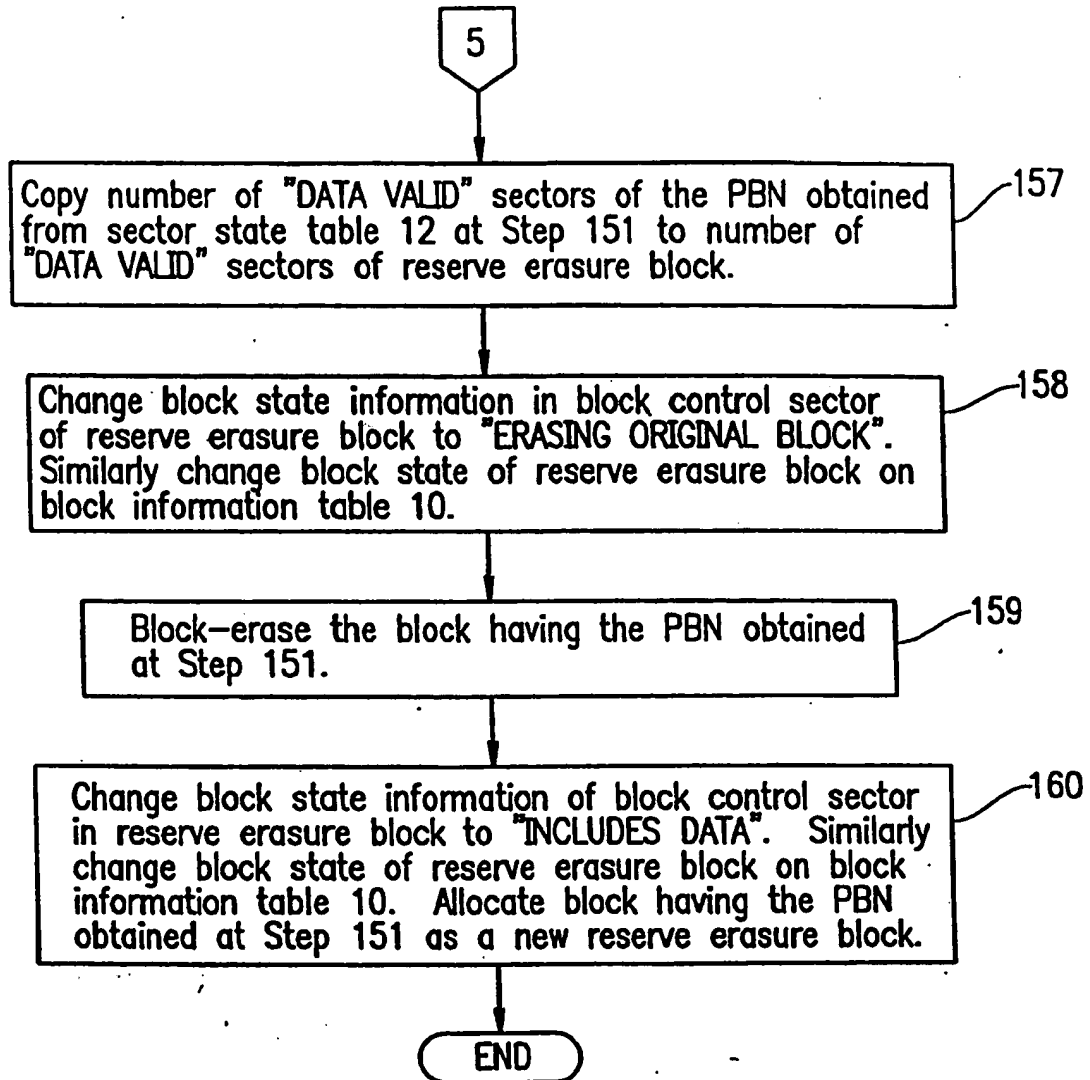 5
Copy number of "DATA VALID" sectors of the PBN obtained
from sector state table 12 at Step 151 to number of
"DATA VALID" sectors of reserve erasure block.
157
Change block state information in block control sector
of reserve erasure block to "ERASING ORIGINAL BLOCK".
Similarly change block state of reserve erasure block on
block information table 10.
158
Block-erase the block having the PBN obtained
at Step 151.
159
Change block state information of block control sector
in reserve erasure block to "INCLUDES DATA". Similarly
change block state of reserve erasure block on block
information table 10. Allocate block having the PBN
obtained at Step 151 as a new reserve erasure block.
160
END